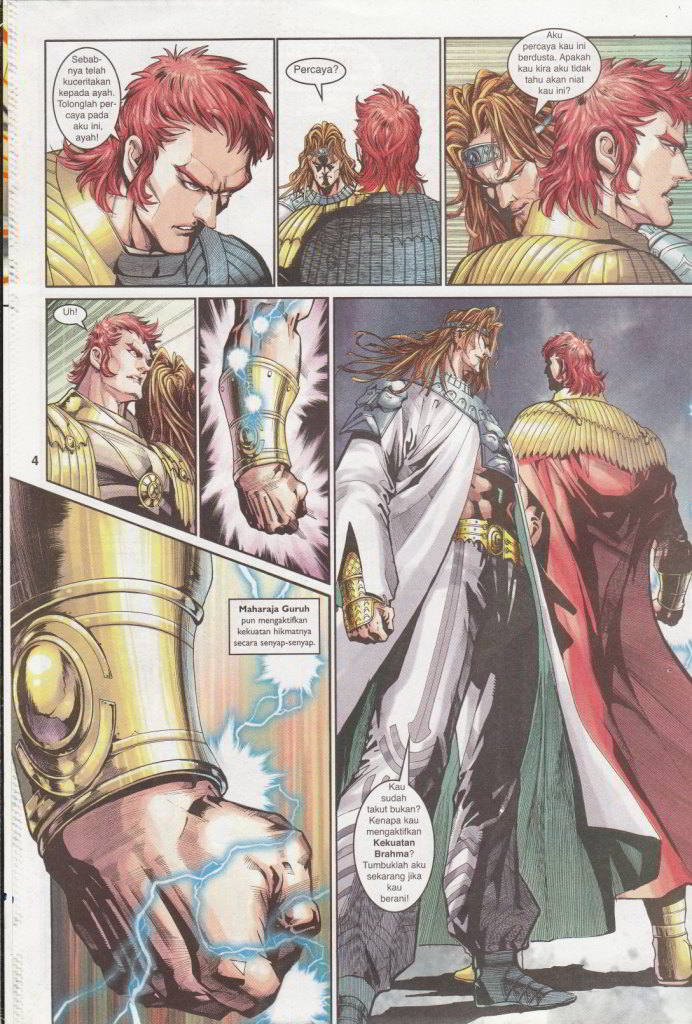 Sebab-
nya telah
kuceritakan
kepada ayah.
Tolonglah per-
caya pada
aku ini,
ayah!
Percaya?
Aku
percaya kau ini
berdusta. Apakah
kau kira aku tidak
tahu akan niat
kau ini?
Uh!
4
Maharaja Guruh
pun mengaktifkan
kekuatan hikmatnya
secara senyap-senyap.
Kau
sudah
takut bukan?
Kenapa kau
mengaktifkan
Kekuatan
Brahma?
Tumbuklah aku
sekarang jika
kau
berani!